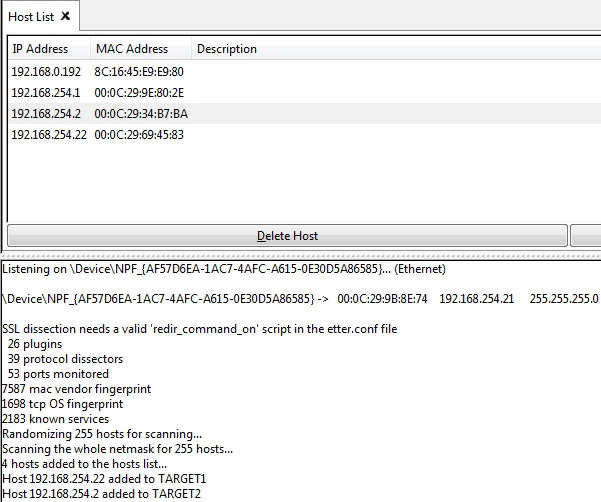 Host List ✕
IP Address MAC Address Description
192.168.0.192 8C:16:45:E9:E9:80
192.168.254.1 00:0C:29:9E:80:2E
192.168.254.2 00:0C:29:34:B7:BA
192.168.254.22 00:0C:29:69:45:83
Delete Host
Listening on \Device\NPF_{AF57D6EA-1AC7-4AFC-A615-0E30D5A86585}... (Ethernet)
\Device\NPF_{AF57D6EA-1AC7-4AFC-A615-0E30D5A86585} -> 00:0C:29:9B:8E:74 192.168.254.21 255.255.255.0
SSL dissection needs a valid 'redir_command_on' script in the etter.conf file
26 plugins
39 protocol dissectors
53 ports monitored
7587 mac vendor fingerprint
1698 tcp OS fingerprint
2183 known services
Randomizing 255 hosts for scanning...
Scanning the whole netmask for 255 hosts...
4 hosts added to the hosts list...
Host 192.168.254.22 added to TARGET1
Host 192.168.254.2 added to TARGET2